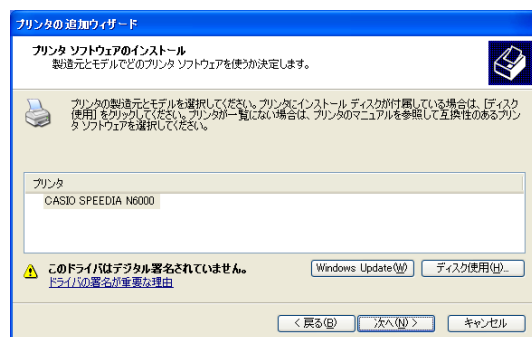 プリンタの追加ウィザード
プリンタ ソフトウェアのインストール
製造元とモデルでどのプリンタ ソフトウェアを使うか決定します。
プリンタの製造元とモデルを選択してください。プリンタにインストール ディスクが付属している場合は、[ディスク
使用] をクリックしてください。プリンタが一覧にない場合は、プリンタのマニュアルを参照して互換性のあるプリン
タ ソフトウェアを選択してください。
プリンタ
CASIO SPEEDIA N6000
このドライバはデジタル署名されていません。
ドライバの署名が重要な理由
Windows Update(W)
ディスク使用(H)...
< 戻る(B)
次へ(N) >
キャンセル